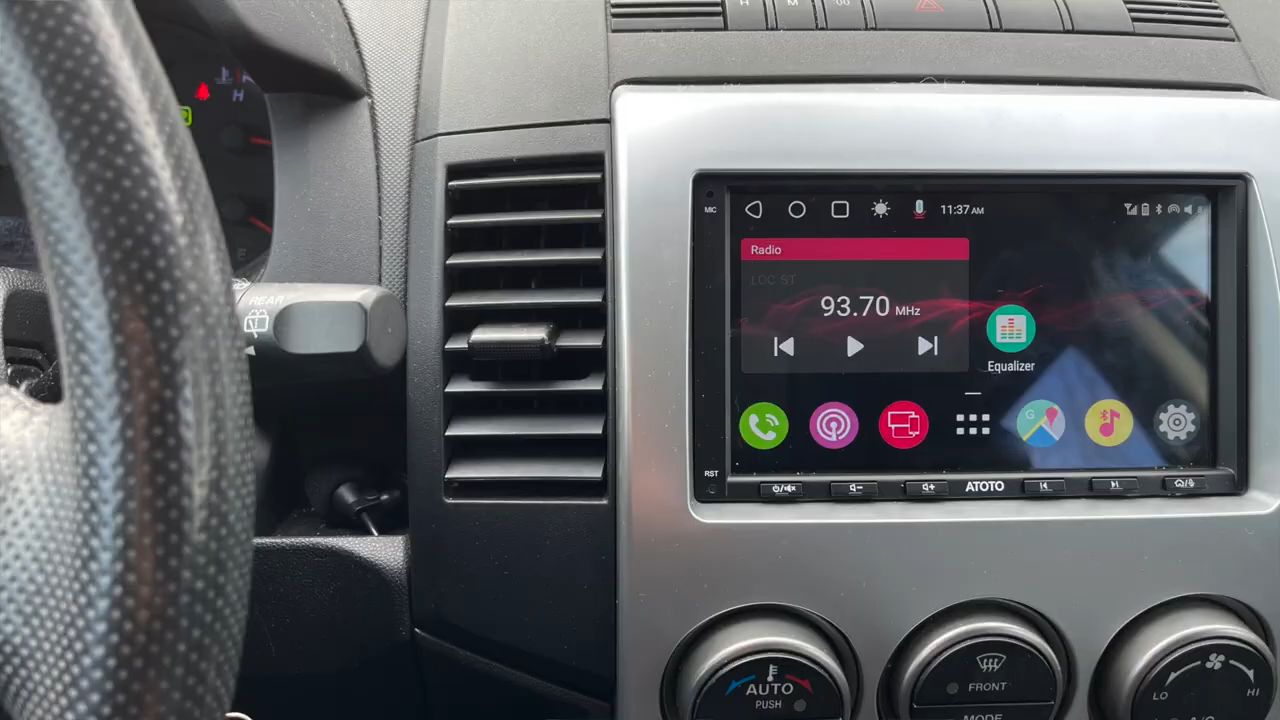 H M 00
H
MIC
11:37 AM
Radio
LOC ST
93.70 MHz
Equalizer
G
REAR
RST
ATOTO
AUTO
PUSH
FRONT
MODE
LO HI